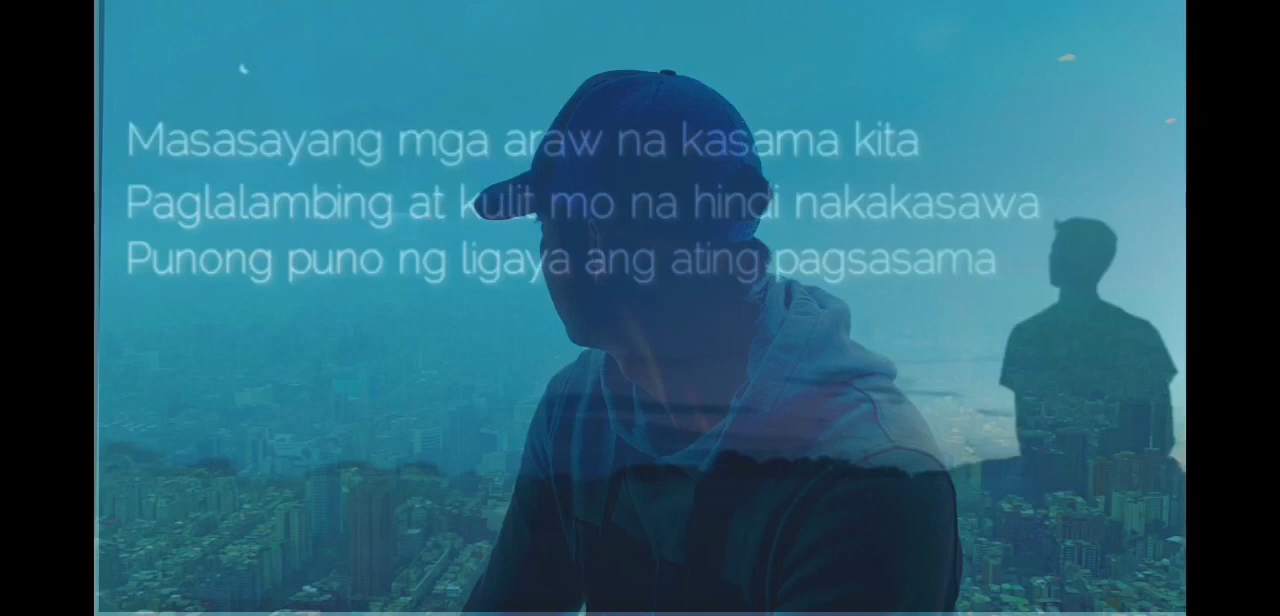 Masasayang mga araw na kasama kita
Paglalambing at kulit mo na hindi nakakasawa
Punong puno ng ligaya ang ating pagsasama